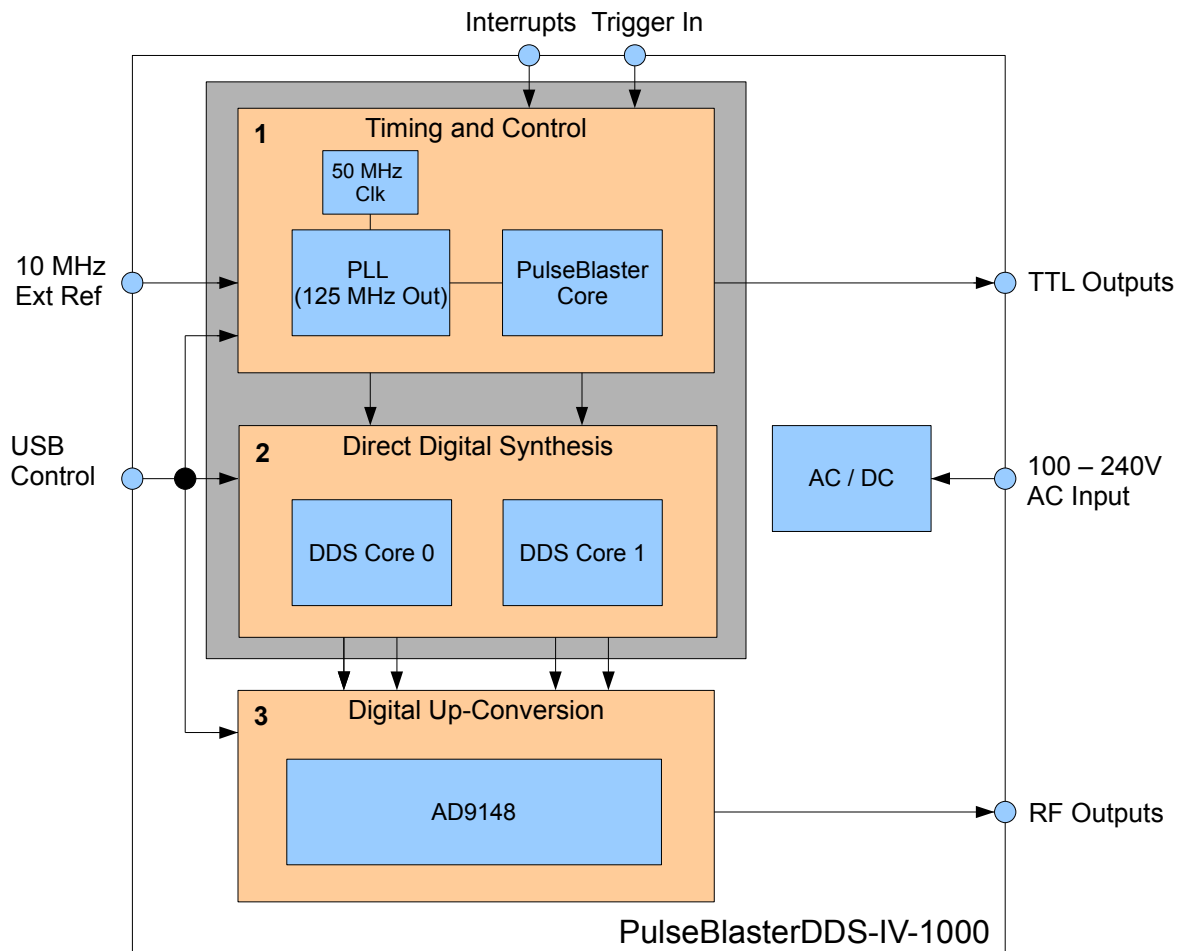 Interrupts
Trigger In
1
Timing and Control
50 MHz
Clk
PLL
(125 MHz Out)
PulseBlaster
Core
10 MHz
Ext Ref
TTL Outputs
USB
Control
2
Direct Digital Synthesis
DDS Core 0
DDS Core 1
AC / DC
100 – 240V
AC Input
3
Digital Up-Conversion
AD9148
RF Outputs
PulseBlasterDDS-IV-1000